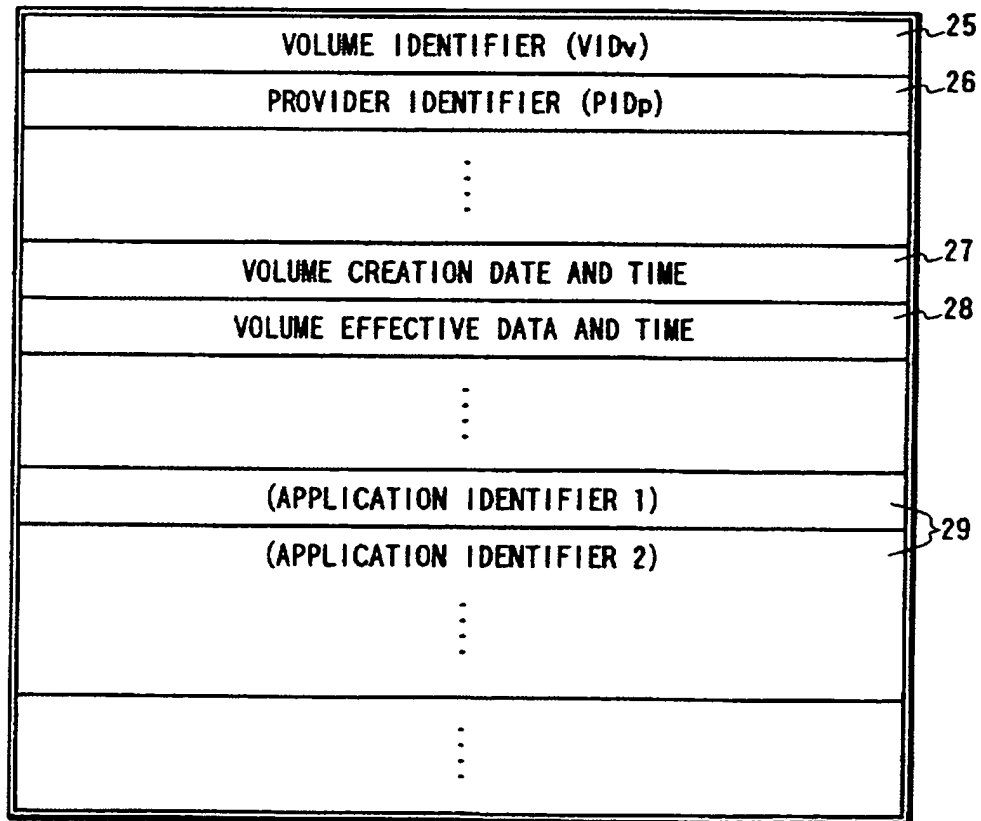 VOLUME IDENTIFIER (VIDv) 25
PROVIDER IDENTIFIER (PIDp) 26
VOLUME CREATION DATE AND TIME 27
VOLUME EFFECTIVE DATA AND TIME 28
(APPLICATION IDENTIFIER 1)
29
(APPLICATION IDENTIFIER 2)